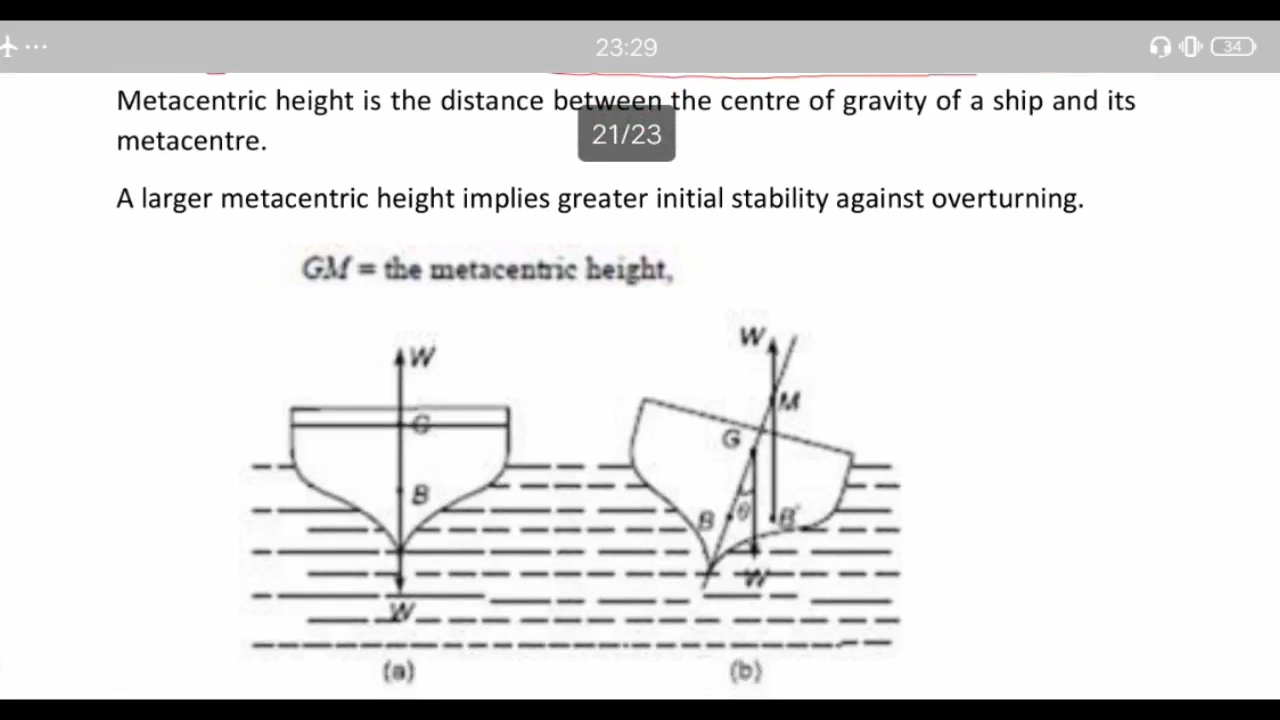 23:29
34
Metacentric height is the distance between the centre of gravity of a ship and its
metacentre.
21/23
A larger metacentric height implies greater initial stability against overturning.
GM = the metacentric height,
W
G
B
W
(a)
W
M
G
B
θ
B'
W
(b)